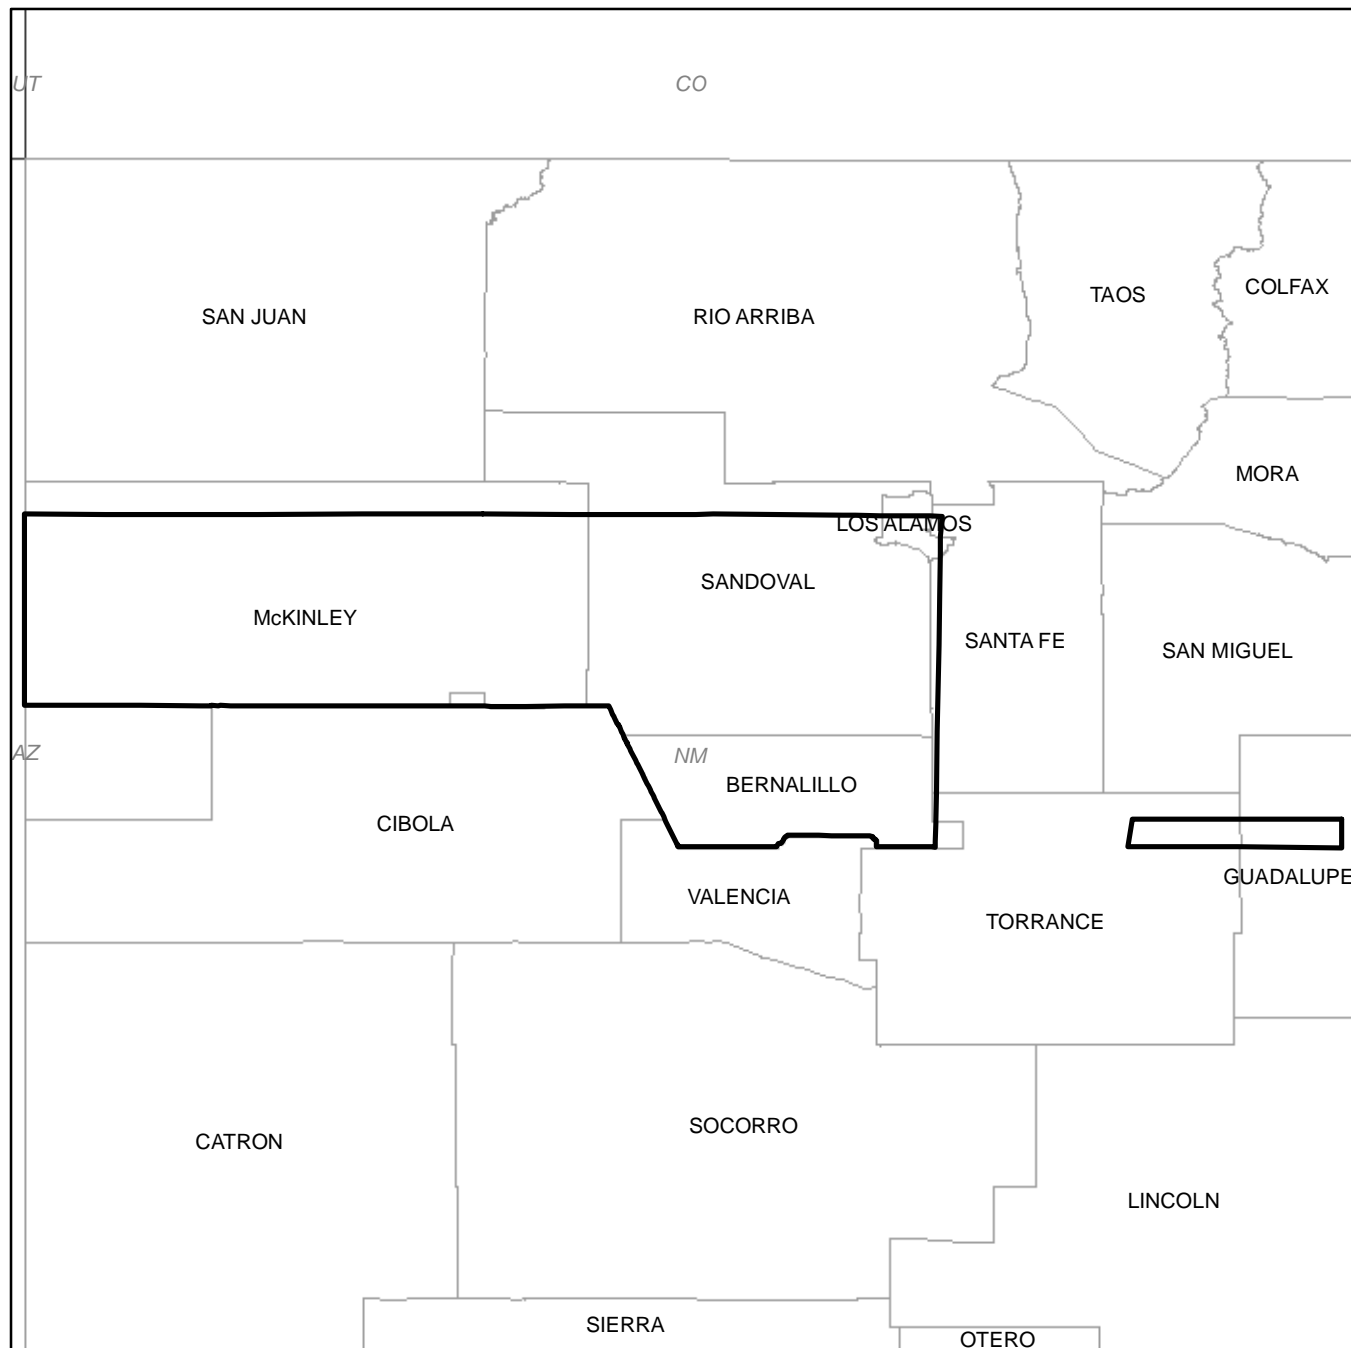 UT
CO
COLFAX
TAOS
SAN JUAN
RIO ARRIBA
MORA
LOS ALAMOS
SANDOVAL
McKINLEY
SANTA FE
SAN MIGUEL
AZ
NM
BERNALILLO
CIBOLA
GUADALUPE
VALENCIA
TORRANCE
SOCORRO
CATRON
LINCOLN
SIERRA
OTERO